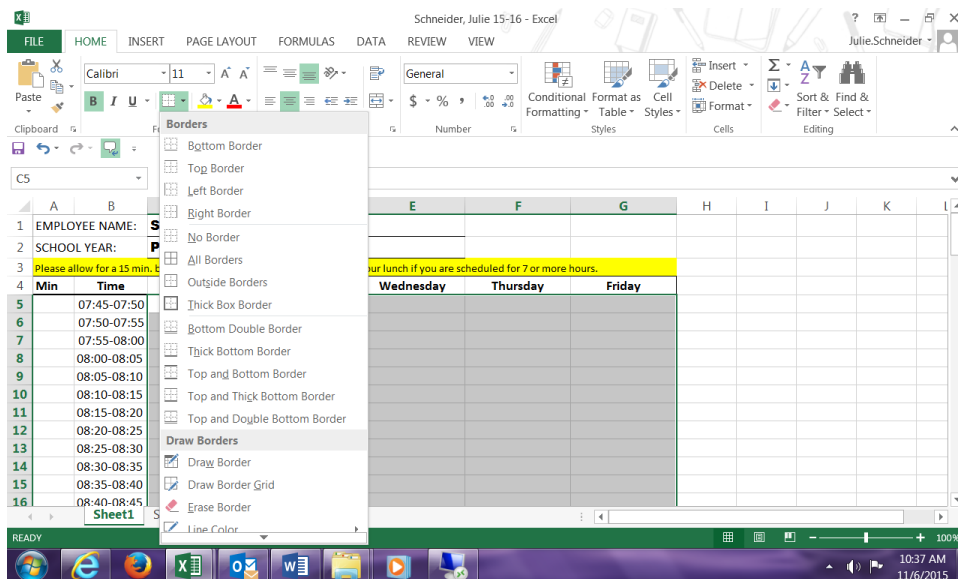 Schneider, Julie 15-16 - Excel
?
FILE HOME INSERT PAGE LAYOUT FORMULAS DATA REVIEW VIEW Julie.Schneider
Paste
Calibri 11
B I U A
General
$ % ,
Conditional Formatting
Format as Table
Cell Styles
Insert
Delete
Format
Sort & Filter
Find & Select
Clipboard Number Styles Cells Editing
C5
Borders
Bottom Border
Top Border
Left Border
Right Border
No Border
All Borders
Outside Borders
Thick Box Border
Bottom Double Border
Thick Bottom Border
Top and Bottom Border
Top and Thick Bottom Border
Top and Double Bottom Border
Draw Borders
Draw Border
Draw Border Grid
Erase Border
Line Color
A B E F G H I J K L
1 EMPLOYEE NAME: S
2 SCHOOL YEAR: P
3 Please allow for a 15 min. b our lunch if you are scheduled for 7 or more hours.
4 Min Time Wednesday Thursday Friday
5 07:45-07:50
6 07:50-07:55
7 07:55-08:00
8 08:00-08:05
9 08:05-08:10
10 08:10-08:15
11 08:15-08:20
12 08:20-08:25
13 08:25-08:30
14 08:30-08:35
15 08:35-08:40
16 08:40-08:45
Sheet1 S
READY 100%
10:37 AM
11/6/2015